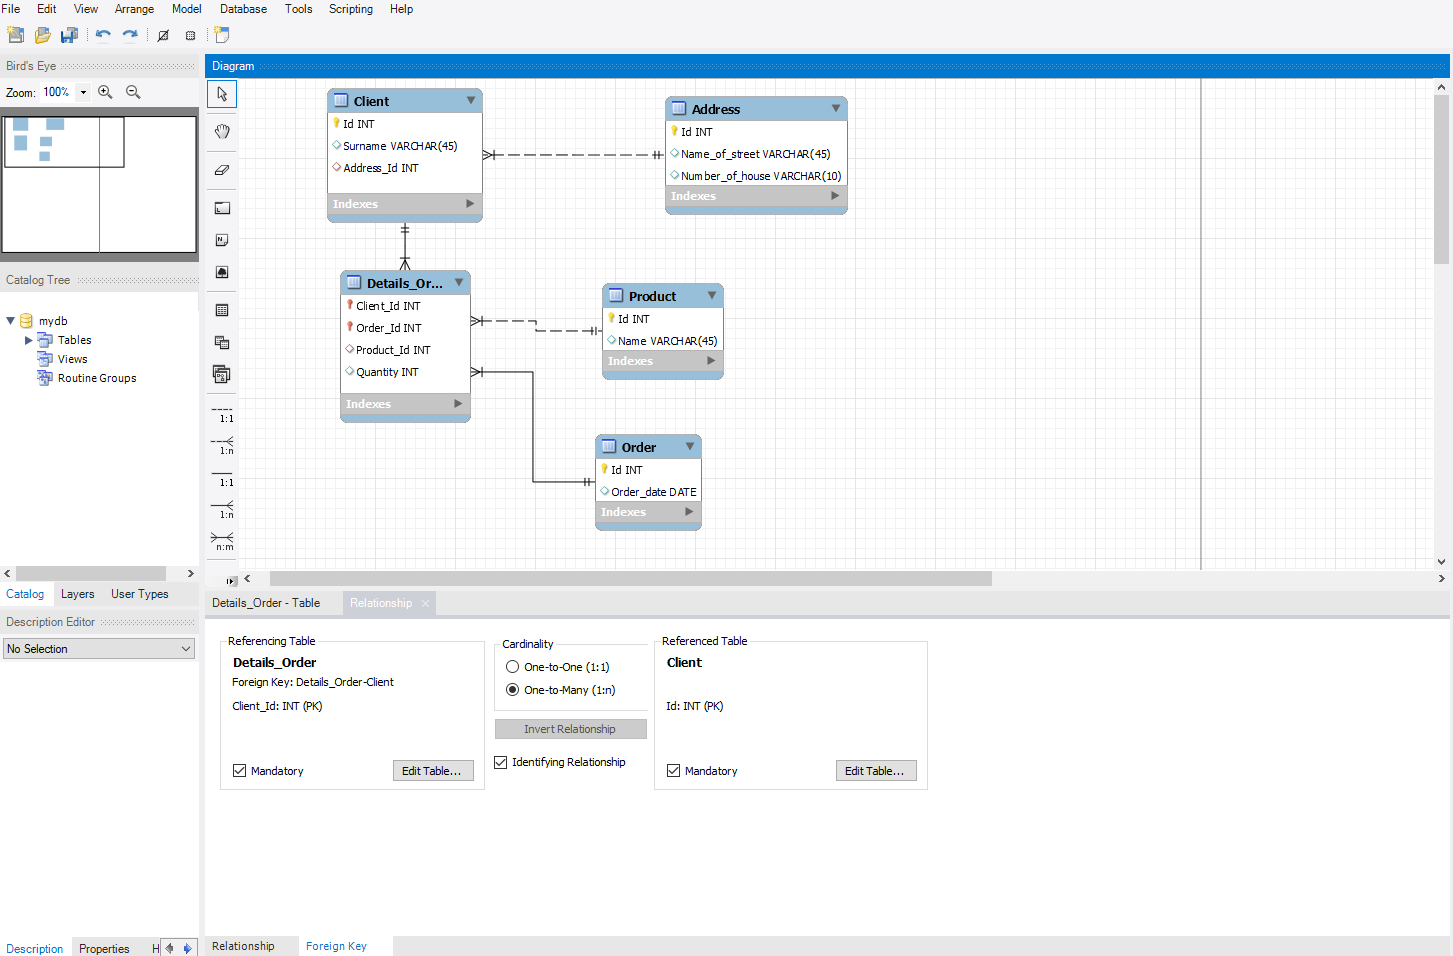 File Edit View Arrange Model Database Tools Scripting Help
Bird's Eye
Zoom: 100%
Catalog Tree
mydb
Tables
Views
Routine Groups
Catalog Layers User Types
Description Editor
No Selection
Description Properties H
Diagram
N
1:1
1:n
1:1
1:n
n:m
Client
Id INT
Surname VARCHAR(45)
Address_Id INT
Indexes
Address
Id INT
Name_of_street VARCHAR(45)
Number_of_house VARCHAR(10)
Indexes
Details_Or...
Client_Id INT
Order_Id INT
Product_Id INT
Quantity INT
Indexes
Product
Id INT
Name VARCHAR(45)
Indexes
Order
Id INT
Order_date DATE
Indexes
Details_Order - Table Relationship ×
Referencing Table
Details_Order
Foreign Key: Details_Order-Client
Client_Id: INT (PK)
Mandatory Edit Table...
Cardinality
One-to-One (1:1)
One-to-Many (1:n)
Invert Relationship
Identifying Relationship
Referenced Table
Client
Id: INT (PK)
Mandatory Edit Table...
Relationship Foreign Key